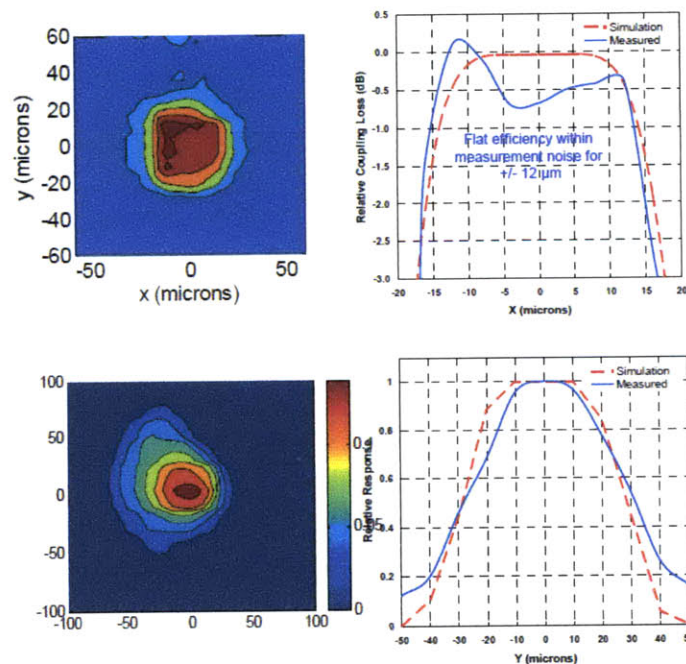 60
40
20
0
-20
-40
-60
y (microns)
-50 0 50
x (microns)
0.5
0.0
-0.5
-1.0
-1.5
-2.0
-2.5
-3.0
Relative Coupling Loss (dB)
Simulation
Measured
Flat efficiency within
measurement noise for
+/- 12 µm
-20 -15 -10 -5 0 5 10 15 20
X (microns)
100
50
0
-50
-100
-100 -50 0 50 100
0
1
0.8
0.6
0.4
0.2
0
Relative Response
Simulation
Measured
-50 -40 -30 -20 -10 0 10 20 30 40 50
Y (microns)